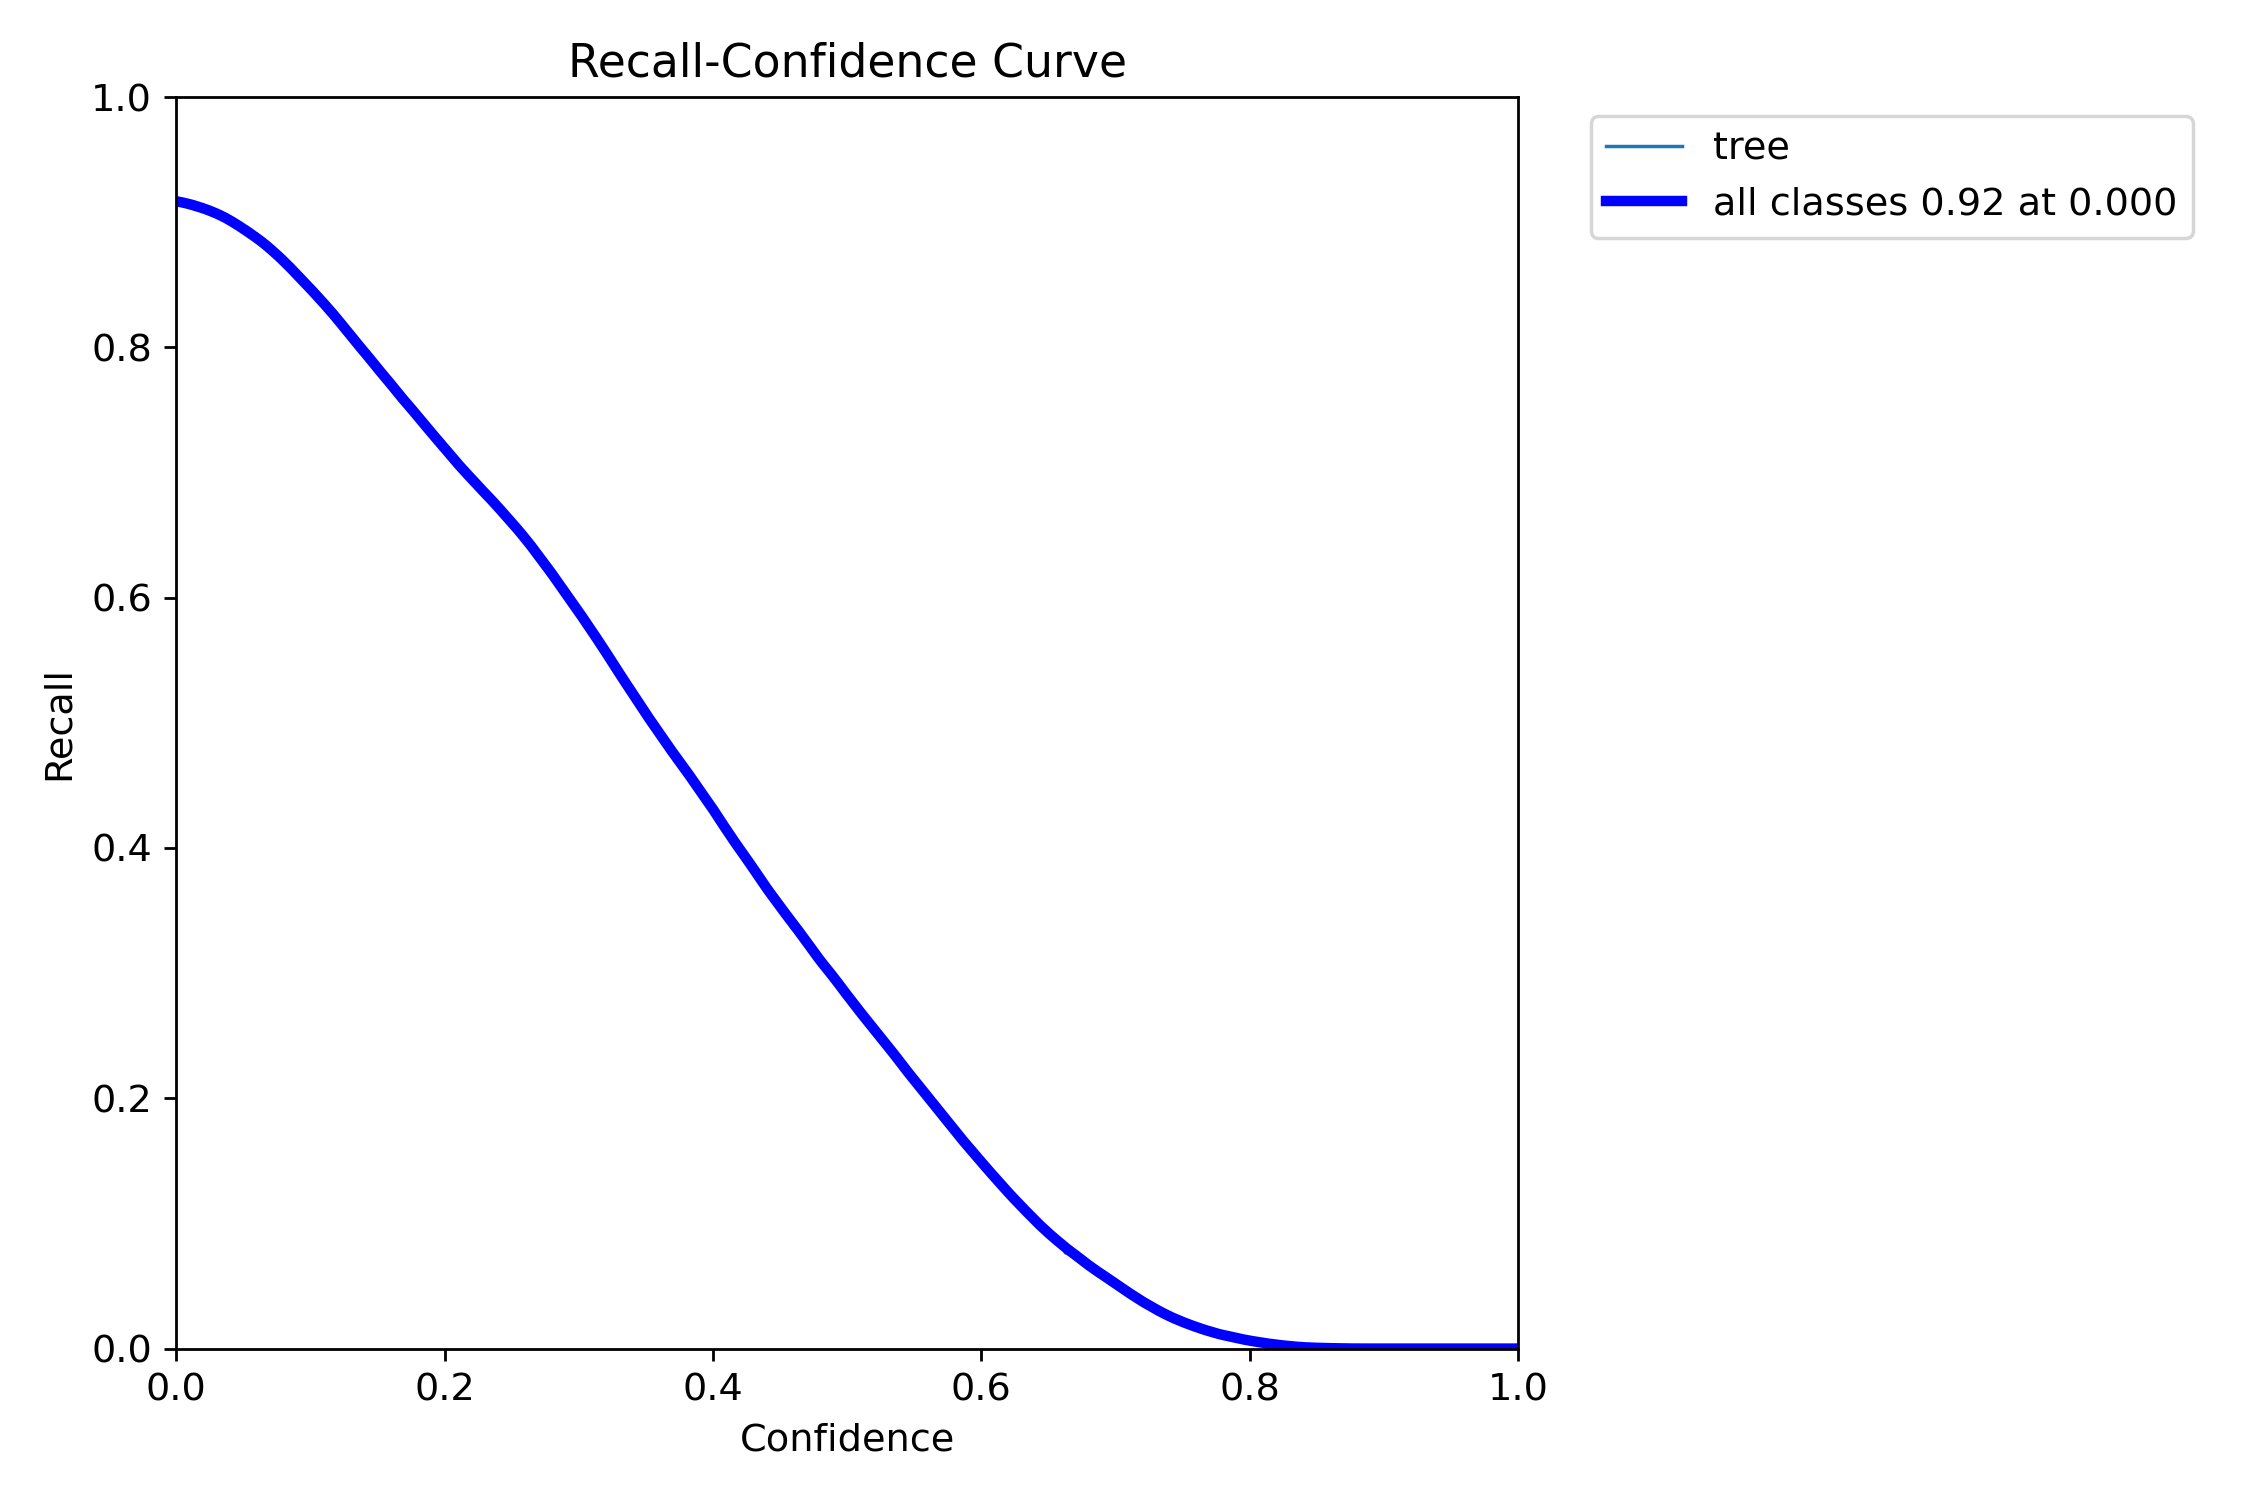 Recall-Confidence Curve
1.0
0.8
0.6
0.4
0.2
0.0
Recall
0.0 0.2 0.4 0.6 0.8 1.0
Confidence
tree
all classes 0.92 at 0.000